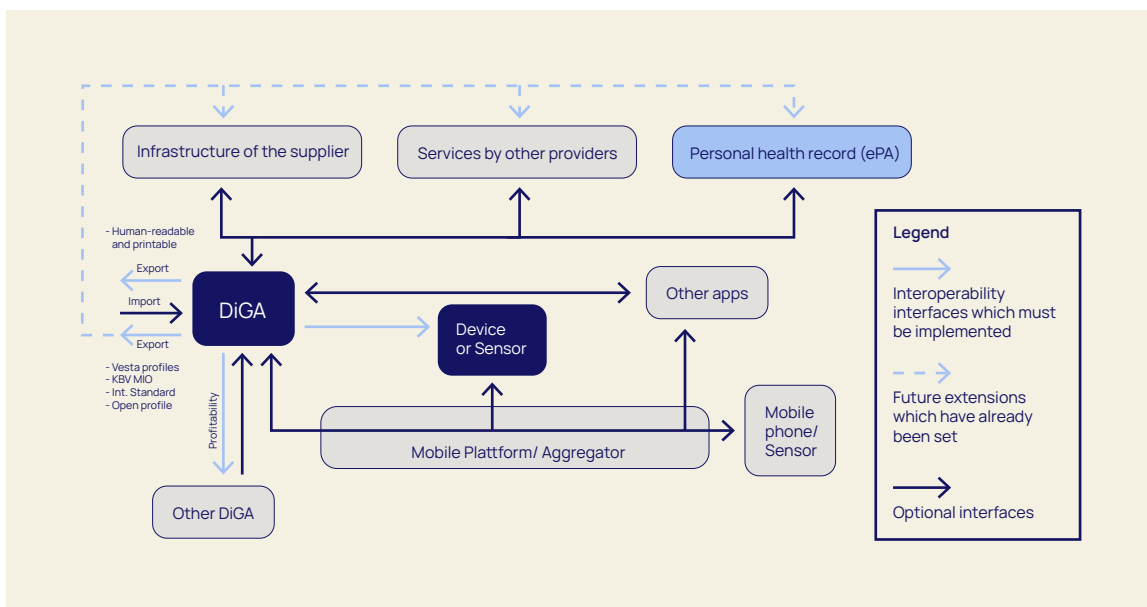 Infrastructure of the supplier
Services by other providers
Personal health record (ePA)
- Human-readable
and printable
Export
Import
Export
- Vesta profiles
- KBV MIO
- Int. Standard
- Open profile
DiGA
Profitability
Other DiGA
Device
or Sensor
Other apps
Mobile Plattform/ Aggregator
Mobile
phone/
Sensor
Legend
Interoperability
interfaces which must
be implemented
Future extensions
which have already
been set
Optional interfaces